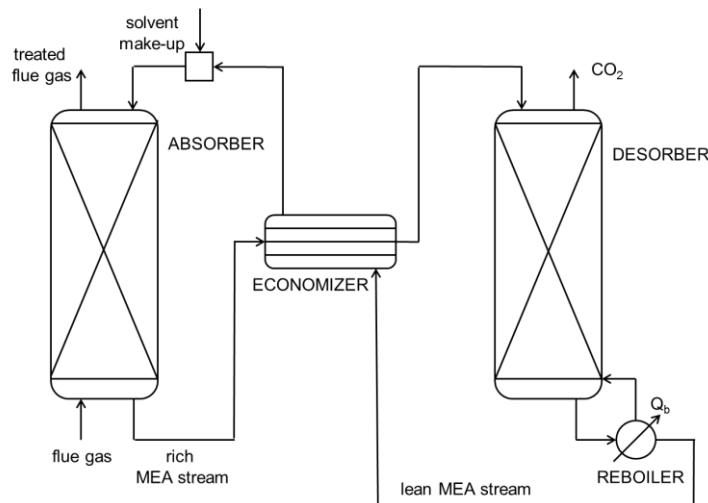 solvent
make-up
treated
flue gas
CO2
ABSORBER
DESORBER
ECONOMIZER
Qb
flue gas
rich
MEA stream
lean MEA stream
REBOILER